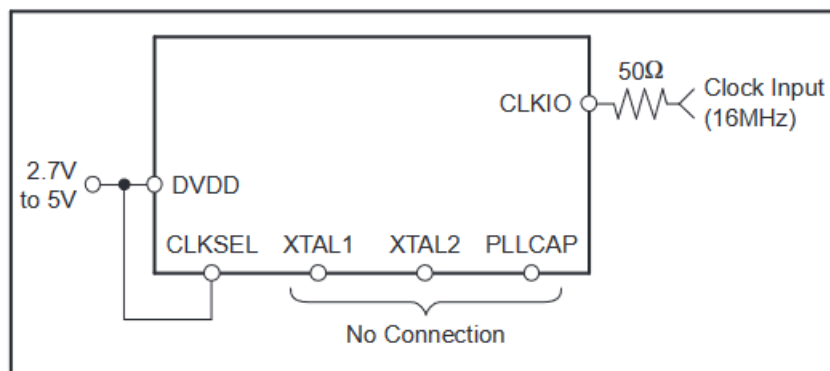 50Ω
CLKIO
Clock Input
(16MHz)
2.7V
to 5V
DVDD
CLKSEL XTAL1 XTAL2 PLLCAP
No Connection